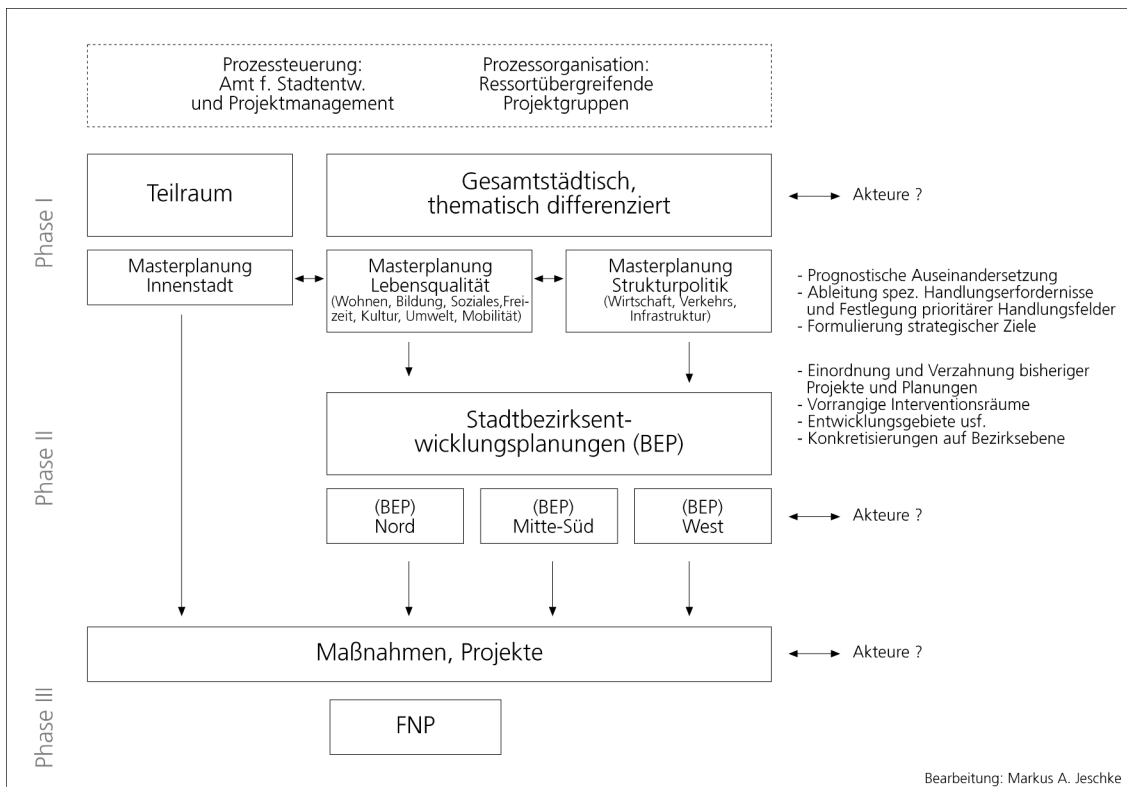 Prozessteuerung:
Amt f. Stadtentw.
und Projektmanagement
Prozessorganisation:
Ressortübergreifende
Projektgruppen
Phase I
Teilraum
Gesamtstädtisch,
thematisch differenziert
Akteure ?
Masterplanung
Innenstadt
Masterplanung
Lebensqualität
(Wohnen, Bildung, Soziales,Frei-
zeit, Kultur, Umwelt, Mobilität)
Masterplanung
Strukturpolitik
(Wirtschaft, Verkehrs,
Infrastruktur)
- Prognostische Auseinandersetzung
- Ableitung spez. Handlungserfordernisse
und Festlegung prioritärer Handlungsfelder
- Formulierung strategischer Ziele
Phase II
Stadtbezirksent-
wicklungsplanungen (BEP)
- Einordnung und Verzahnung bisheriger
Projekte und Planungen
- Vorrangige Interventionsräume
- Entwicklungsgebiete usf.
- Konkretisierungen auf Bezirksebene
(BEP)
Nord
(BEP)
Mitte-Süd
(BEP)
West
Akteure ?
Phase III
Maßnahmen, Projekte
Akteure ?
FNP
Bearbeitung: Markus A. Jeschke